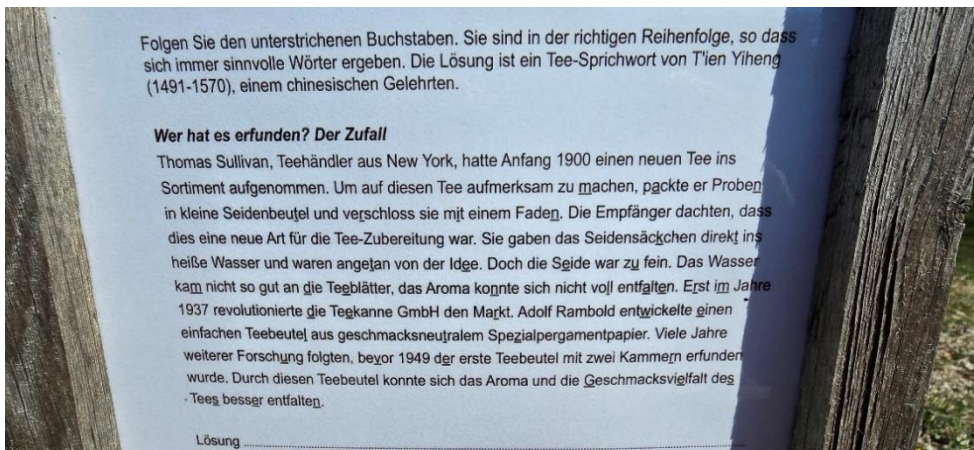 Folgen Sie den unterstrichenen Buchstaben. Sie sind in der richtigen Reihenfolge, so dass
sich immer sinnvolle Wörter ergeben. Die Lösung ist ein Tee-Sprichwort von T'ien Yiheng
(1491-1570), einem chinesischen Gelehrten.
Wer hat es erfunden? Der Zufall
Thomas Sullivan, Teehändler aus New York, hatte Anfang 1900 einen neuen Tee ins
Sortiment aufgenommen. Um auf diesen Tee aufmerksam zu machen, packte er Proben
in kleine Seidenbeutel und verschloss sie mit einem Faden. Die Empfänger dachten, dass
dies eine neue Art für die Tee-Zubereitung war. Sie gaben das Seidensäckchen direkt ins
heiße Wasser und waren angetan von der Idee. Doch die Seide war zu fein. Das Wasser
kam nicht so gut an die Teeblätter, das Aroma konnte sich nicht voll entfalten. Erst im Jahre
1937 revolutionierte die Teekanne GmbH den Markt. Adolf Rambold entwickelte einen
einfachen Teebeutel aus geschmacksneutralem Spezialpergamentpapier. Viele Jahre
weiterer Forschung folgten, bevor 1949 der erste Teebeutel mit zwei Kammern erfunden
wurde. Durch diesen Teebeutel konnte sich das Aroma und die Geschmacksvielfalt des
Tees besser entfalten.
Lösung